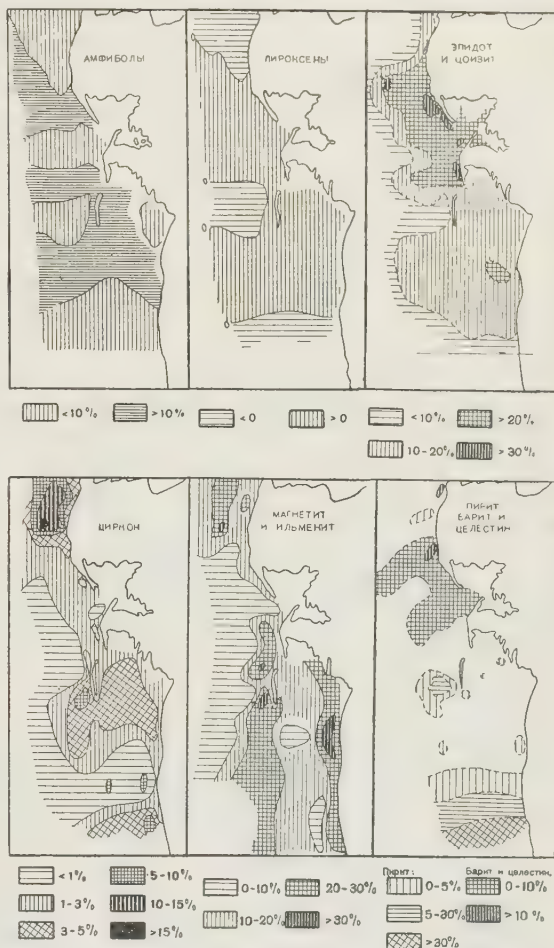 АМФИБОЛЫ
ПИРОКСЕНЫ
ЭПИДОТ
И ЦОИЗИТ
<10%
>10%
<0
>0
<10%
>20%
10-20%
>30%
ЦИРКОН
МАГНЕТИТ
И ИЛЬМЕНИТ
ПИРИТ
БАРИТ И
ЦЕЛЕСТИН
<1%
5-10%
1-3%
10-15%
3-5%
>15%
0-10%
20-30%
10-20%
>30%
Пирит:
0-5%
5-30%
>30%
Барит и целестин,
0-10%
>10%